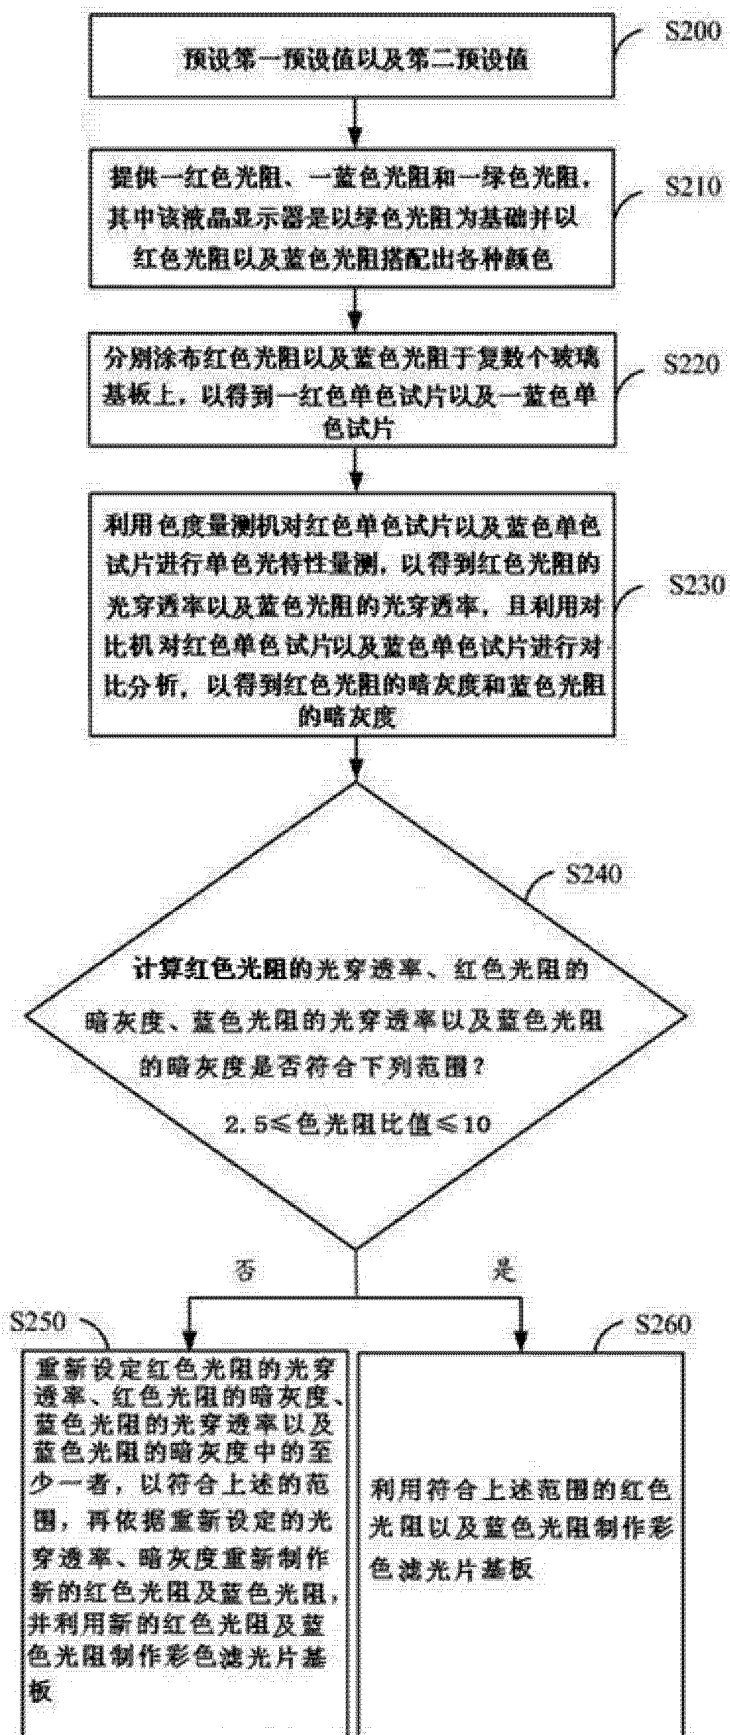 S200
预设第一预设值以及第二预设值
S210
提供一红色光阻、一蓝色光阻和一绿色光阻，
其中该液晶显示器是以绿色光阻为基础并以
红色光阻以及蓝色光阻搭配出各种颜色
S220
分别涂布红色光阻以及蓝色光阻于复数个玻璃
基板上，以得到一红色单色试片以及一蓝色单
色试片
S230
利用色度量测机对红色单色试片以及蓝色单色
试片进行单色光特性量测，以得到红色光阻的
光穿透率以及蓝色光阻的光穿透率，且利用对
比机对红色单色试片以及蓝色单色试片进行对
比分析，以得到红色光阻的暗灰度和蓝色光阻
的暗灰度
S240
计算红色光阻的光穿透率、红色光阻的
暗灰度、蓝色光阻的光穿透率以及蓝色光阻
的暗灰度是否符合下列范围？
2.5≤色光阻比值≤10
否
是
S250
重新设定红色光阻的光穿
透率、红色光阻的暗灰度、
蓝色光阻的光穿透率以及
蓝色光阻的暗灰度中的至
少一者，以符合上述的范
围，再依据重新设定的光
穿透率、暗灰度重新制作
新的红色光阻及蓝色光阻，
并利用新的红色光阻及蓝
色光阻制作彩色滤光片基
板
S260
利用符合上述范围的红色
光阻以及蓝色光阻制作彩
色滤光片基板